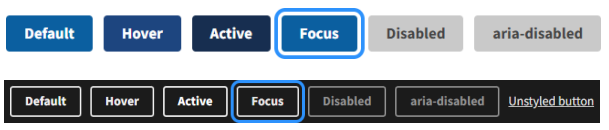 Default Hover Active Focus Disabled aria-disabled
Default Hover Active Focus Disabled aria-disabled Unstyled button